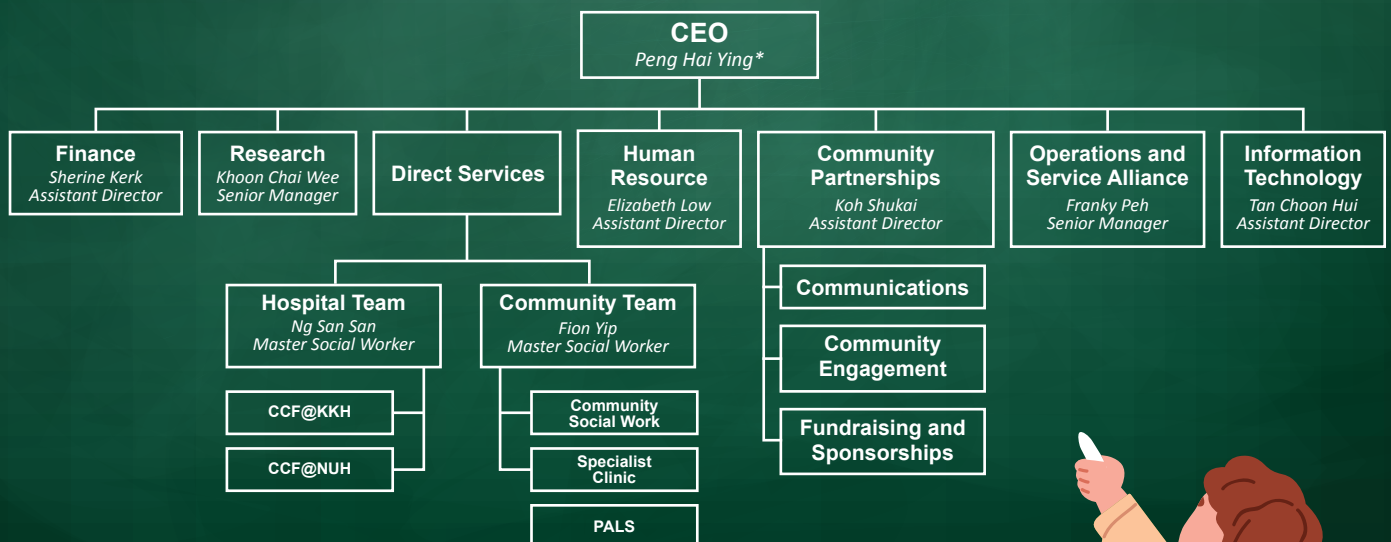 CEO
Peng Hai Ying*
Finance
Sherine Kerk
Assistant Director
Research
Khoon Chai Wee
Senior Manager
Direct Services
Human
Resource
Elizabeth Low
Assistant Director
Community
Partnerships
Koh Shukai
Assistant Director
Operations and
Service Alliance
Franky Peh
Senior Manager
Information
Technology
Tan Choon Hui
Assistant Director
Hospital Team
Ng San San
Master Social Worker
CCF@KKH
CCF@NUH
Community Team
Fion Yip
Master Social Worker
Community
Social Work
Specialist
Clinic
PALS
Communications
Community
Engagement
Fundraising and
Sponsorships